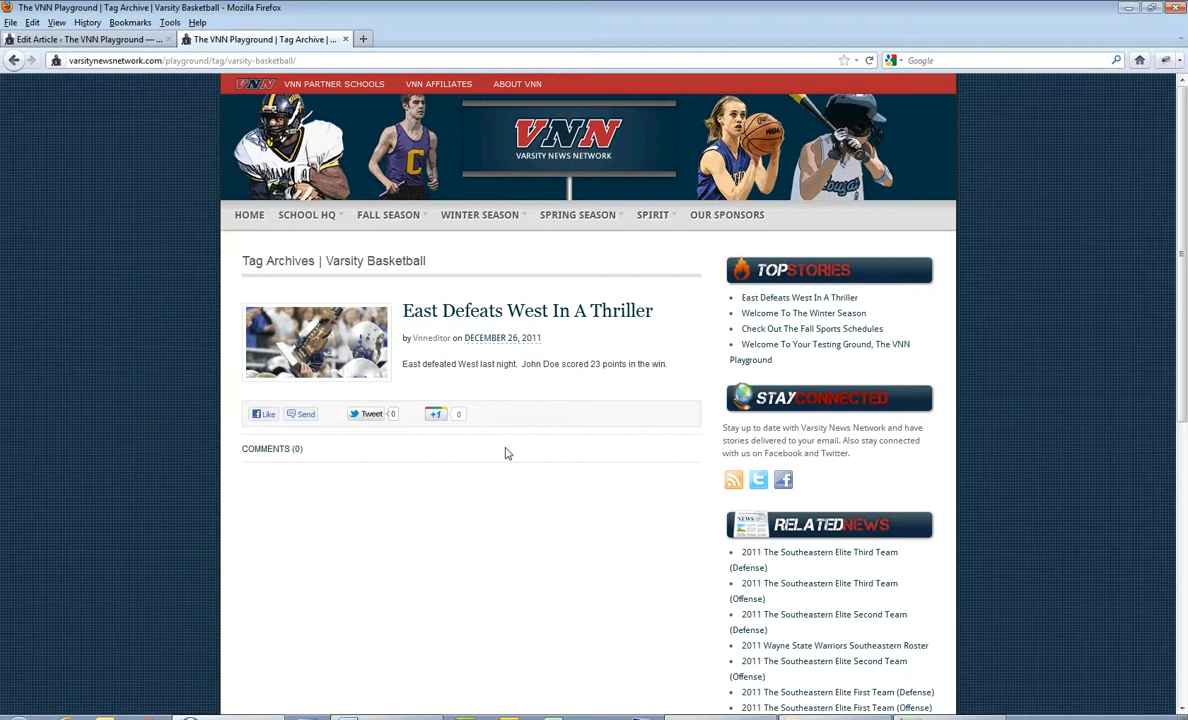 The VNN Playground | Tag Archive | Varsity Basketball - Mozilla Firefox
File Edit View History Bookmarks Tools Help
Edit Article ‹ The VNN Playground — ... The VNN Playground | Tag Archive | ...
varsitynewsnetwork.com/playground/tag/varsity-basketball/ Google
VNN VNN PARTNER SCHOOLS VNN AFFILIATES ABOUT VNN
VNN
VARSITY NEWS NETWORK
C
Cougars
HOME SCHOOL HQ FALL SEASON WINTER SEASON SPRING SEASON SPIRIT OUR SPONSORS
Tag Archives | Varsity Basketball
East Defeats West In A Thriller
by Vnneditor on DECEMBER 26, 2011
East defeated West last night. John Doe scored 23 points in the win.
Like Send Tweet 0 +1 0
COMMENTS (0)
TOPSTORIES
East Defeats West In A Thriller
Welcome To The Winter Season
Check Out The Fall Sports Schedules
Welcome To Your Testing Ground, The VNN
Playground
STAYCONNECTED
Stay up to date with Varsity News Network and have
stories delivered to your email. Also stay connected
with us on Facebook and Twitter.
NEWS
RELATEDNEWS
2011 The Southeastern Elite Third Team
(Defense)
2011 The Southeastern Elite Third Team
(Offense)
2011 The Southeastern Elite Second Team
(Defense)
2011 Wayne State Warriors Southeastern Roster
2011 The Southeastern Elite Second Team
(Offense)
2011 The Southeastern Elite First Team (Defense)
2011 The Southeastern Elite First Team (Offense)